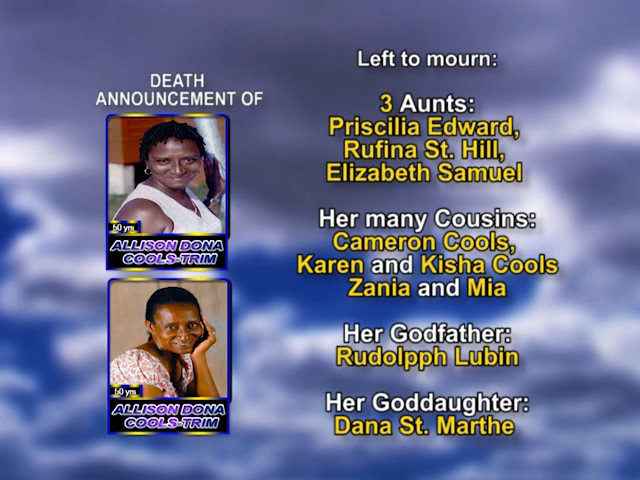 DEATH
ANNOUNCEMENT OF
50 yrs
ALLISON DONA
COOLS-TRIM
50 yrs
ALLISON DONA
COOLS-TRIM
Left to mourn:
3 Aunts:
Priscilia Edward,
Rufina St. Hill,
Elizabeth Samuel
Her many Cousins:
Cameron Cools,
Karen and Kisha Cools
Zania and Mia
Her Godfather:
Rudolpph Lubin
Her Goddaughter:
Dana St. Marthe